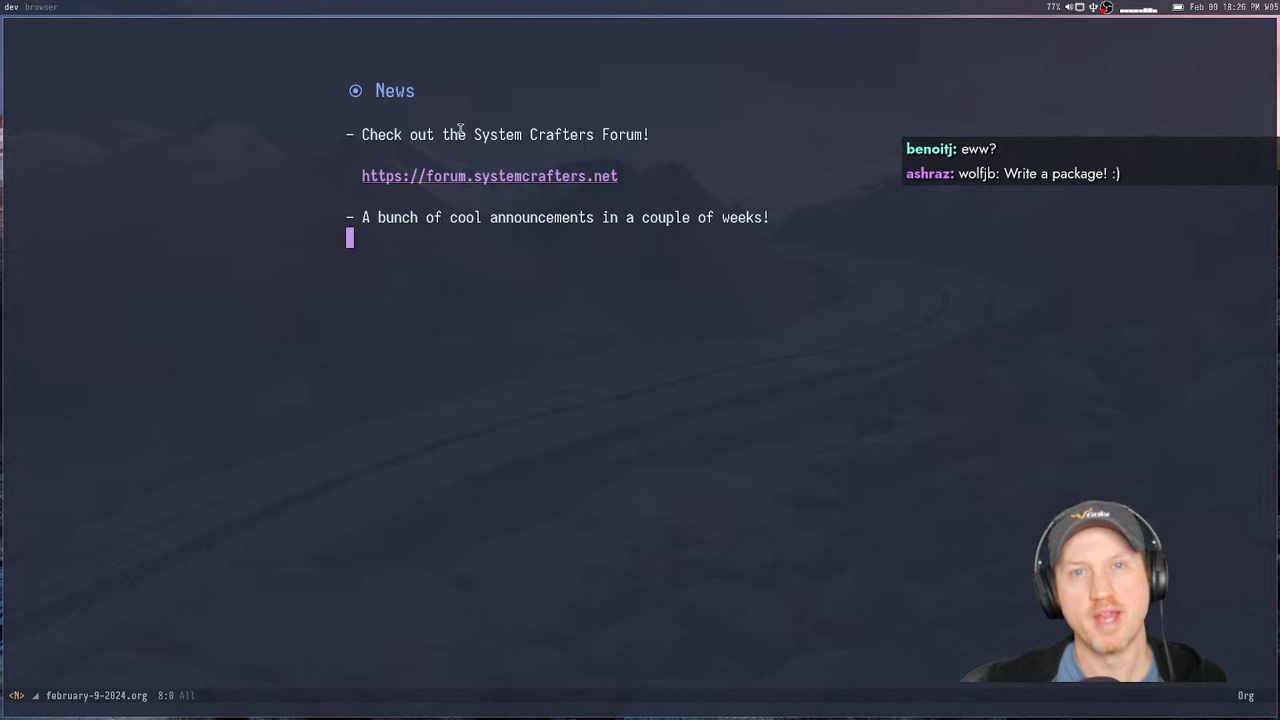 dev browser
77% Feb 09 18:26 PM W05
News
- Check out the System Crafters Forum!
https://forum.systemcrafters.net
- A bunch of cool announcements in a couple of weeks!
benoitj: eww?
ashraz: wolfjb: Write a package! :)
<N> february-9-2024.org 8:0 All
Org